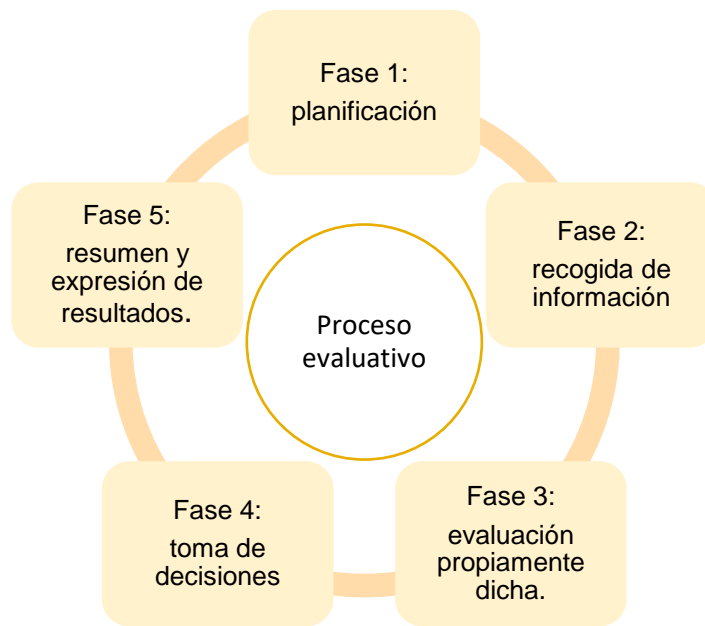 Fase 1:
planificación
Fase 2:
recogida de
información
Fase 3:
evaluación
propiamente
dicha.
Fase 4:
toma de
decisiones
Fase 5:
resumen y
expresión de
resultados.
Proceso
evaluativo